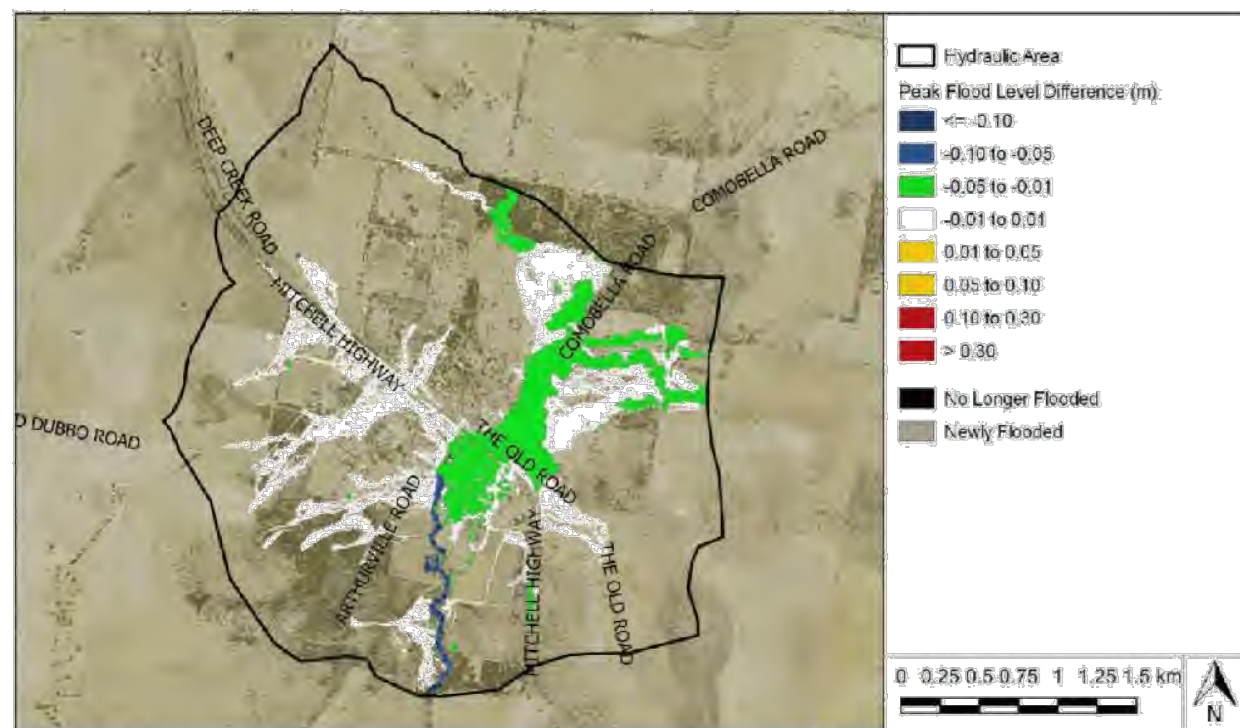 DEEP CREEK ROAD
COMOBELLA ROAD
COMOBELLA ROAD
MITCHELL HIGHWAY
D DUBBO ROAD
THE OLD ROAD
ARTHURVILLE ROAD
MITCHELL HIGHWAY
THE OLD ROAD
Hydraulic Area
Peak Flood Level Difference (m)
<= -0.10
-0.10 to -0.05
-0.05 to -0.01
-0.01 to 0.01
0.01 to 0.05
0.05 to 0.10
0.10 to 0.30
> 0.30
No Longer Flooded
Newly Flooded
0 0.25 0.5 0.75 1 1.25 1.5 km
N